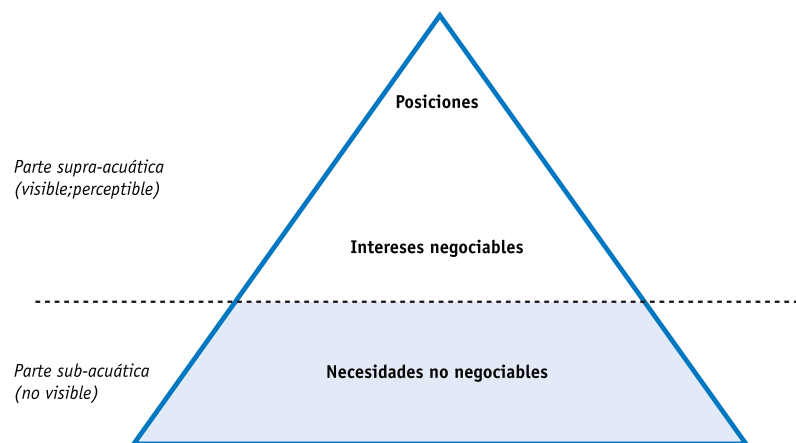 Posiciones
Parte supra-acuática
(visible;perceptible)
Intereses negociables
Parte sub-acuática
(no visible)
Necesidades no negociables